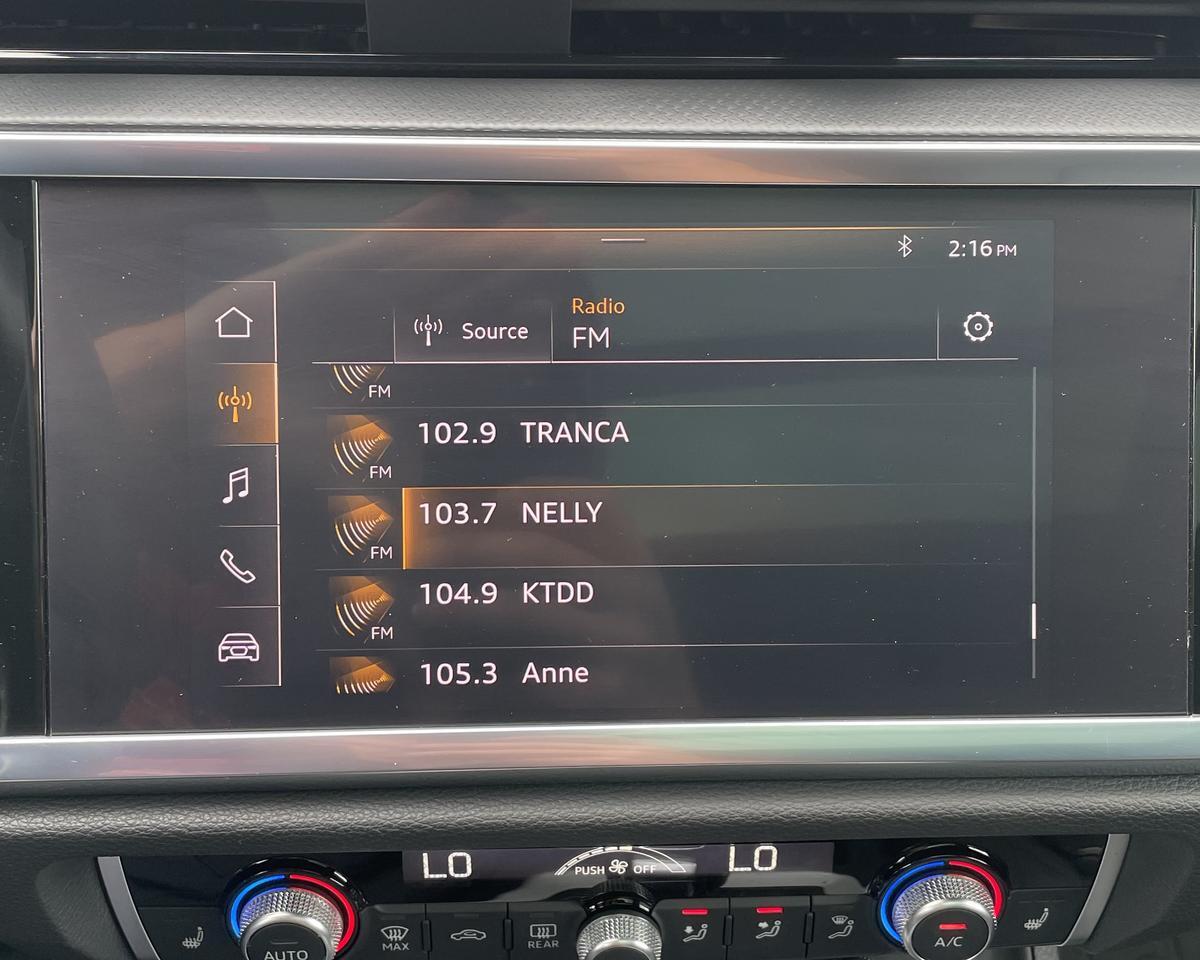 2:16 PM
Source
Radio
FM
FM
102.9 TRANCA
FM
103.7 NELLY
FM
104.9 KTDD
FM
105.3 Anne
LO
PUSH OFF
LO
MAX
REAR
AUTO
A/C